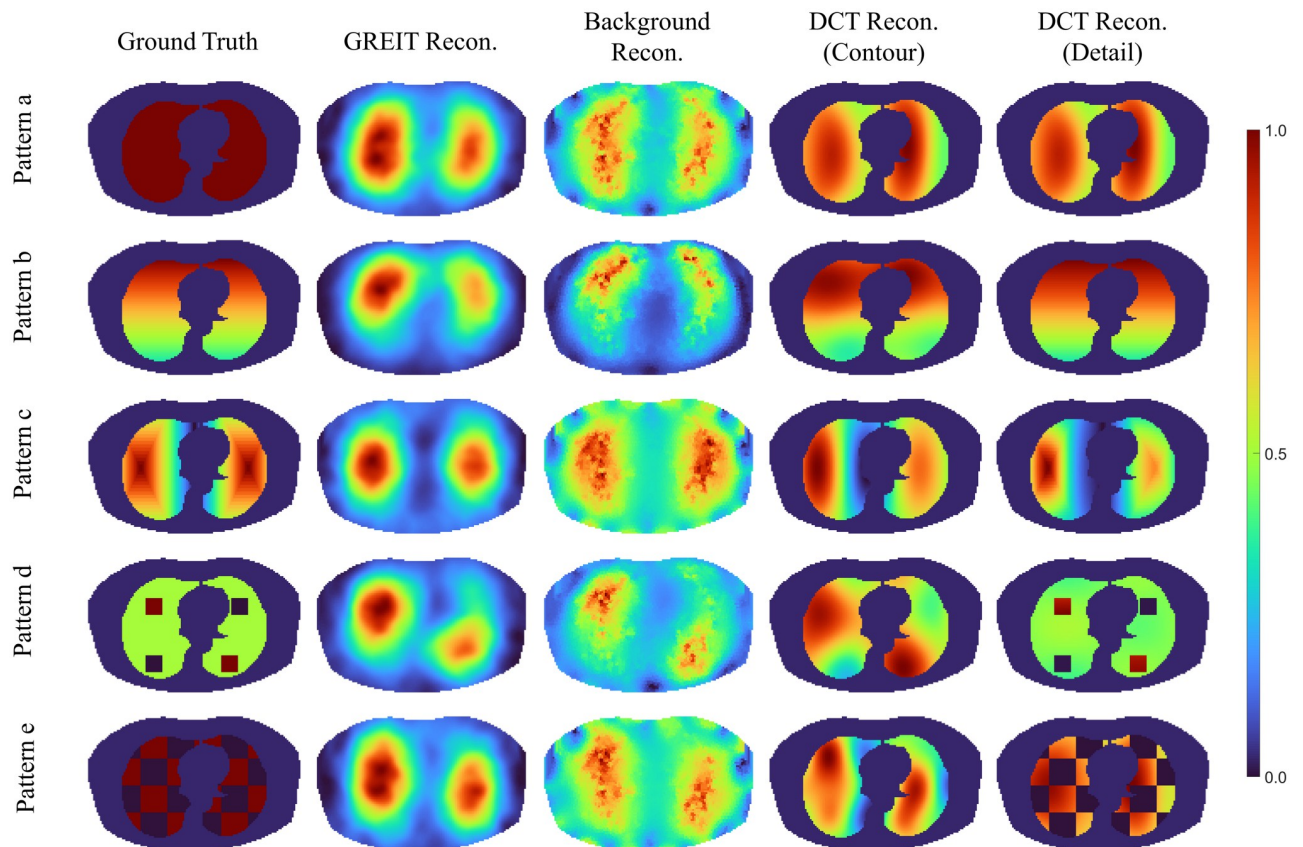 Ground Truth
GREIT Recon.
Background
Recon.
DCT Recon.
(Contour)
DCT Recon.
(Detail)
Pattern a
Pattern b
Pattern c
Pattern d
Pattern e
1.0
0.5
0.0